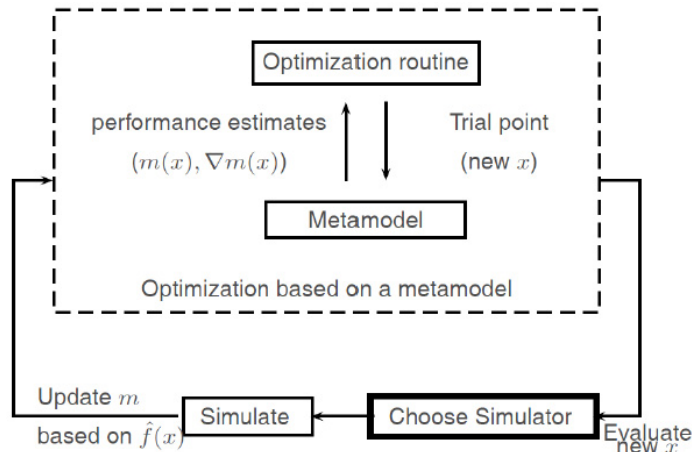 Optimization routine
performance estimates
(m(x), ∇m(x))
Trial point
(new x)
Metamodel
Optimization based on a metamodel
Update m
based on f̂(x)
Simulate
Choose Simulator
Evaluate
new x